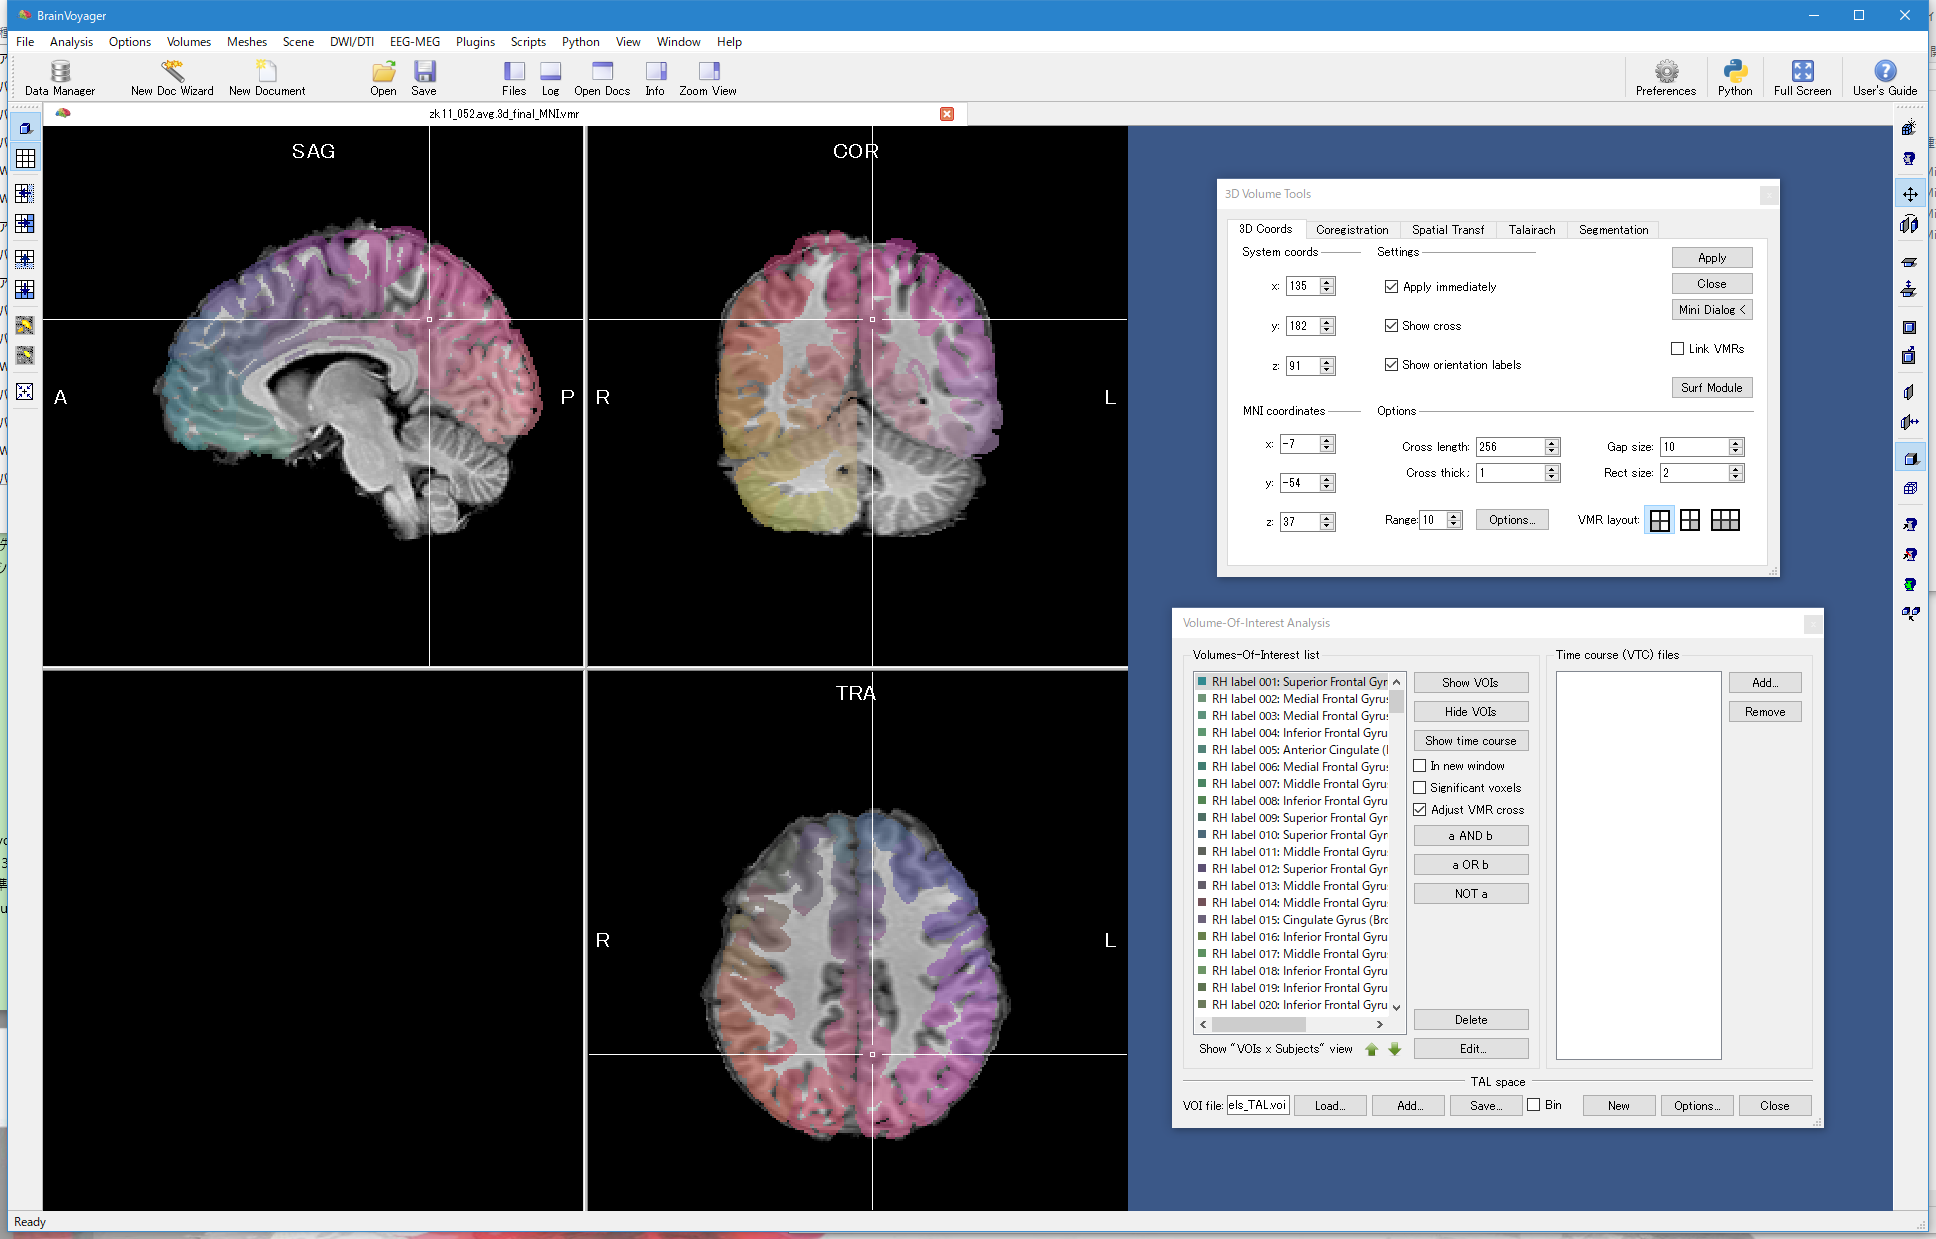 BrainVoyager
File Analysis Options Volumes Meshes Scene DWI/DTI EEG-MEG Plugins Scripts Python View Window Help
Data Manager New Doc Wizard New Document Open Save Files Log Open Docs Info Zoom View Preferences Python Full Screen User's Guide
zk11_052.avg.3d_final_MNI.vmr
SAG
COR
A
P
R
L
TRA
R
L
3D Volume Tools
3D Coords Coregistration Spatial Transf Talairach Segmentation
System coords
Settings
Apply
x: 135
Apply immediately
Close
Mini Dialog <
y: 182
Show cross
Link VMRs
z: 91
Show orientation labels
Surf Module
MNI coordinates
Options
x: -7
Cross length: 256
Gap size: 10
y: -54
Cross thick.: 1
Rect size: 2
z: 37
Range: 10
Options...
VMR layout:
Volume-Of-Interest Analysis
Volumes-Of-Interest list
Time course (VTC) files
RH label 001: Superior Frontal Gyr
RH label 002: Medial Frontal Gyru
RH label 003: Medial Frontal Gyru
RH label 004: Inferior Frontal Gyru
RH label 005: Anterior Cingulate (
RH label 006: Medial Frontal Gyru
RH label 007: Middle Frontal Gyru
RH label 008: Inferior Frontal Gyru
RH label 009: Superior Frontal Gyr
RH label 010: Superior Frontal Gyr
RH label 011: Middle Frontal Gyru
RH label 012: Superior Frontal Gyr
RH label 013: Middle Frontal Gyru
RH label 014: Middle Frontal Gyru
RH label 015: Cingulate Gyrus (Bro
RH label 016: Inferior Frontal Gyru
RH label 017: Middle Frontal Gyru
RH label 018: Inferior Frontal Gyru
RH label 019: Inferior Frontal Gyru
RH label 020: Inferior Frontal Gyru
Show VOIs
Hide VOIs
Show time course
In new window
Significant voxels
Adjust VMR cross
a AND b
a OR b
NOT a
Delete
Edit...
Add...
Remove
Show "VOIs x Subjects" view
TAL space
VOI file: els_TAL.voi Load... Add... Save... Bin New Options... Close
Ready